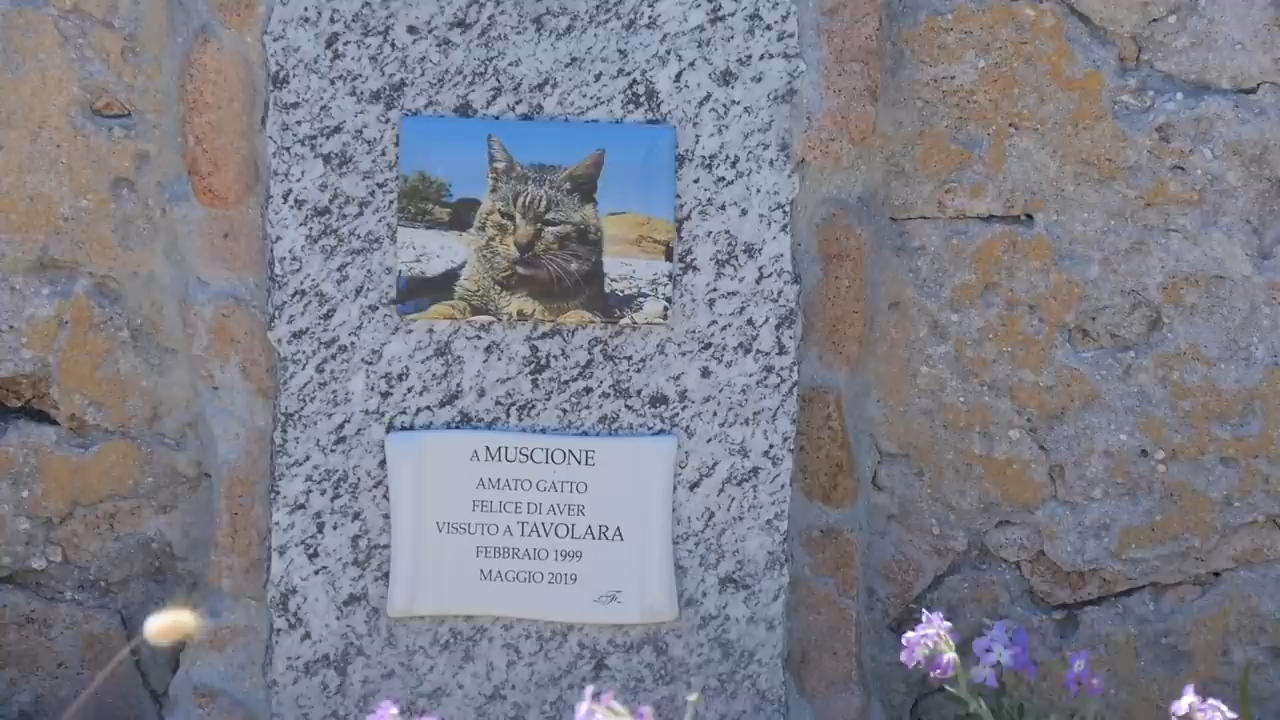 A MUSCIONE
AMATO GATTO
FELICE DI AVER
VISSUTO A TAVOLARA
FEBBRAIO 1999
MAGGIO 2019